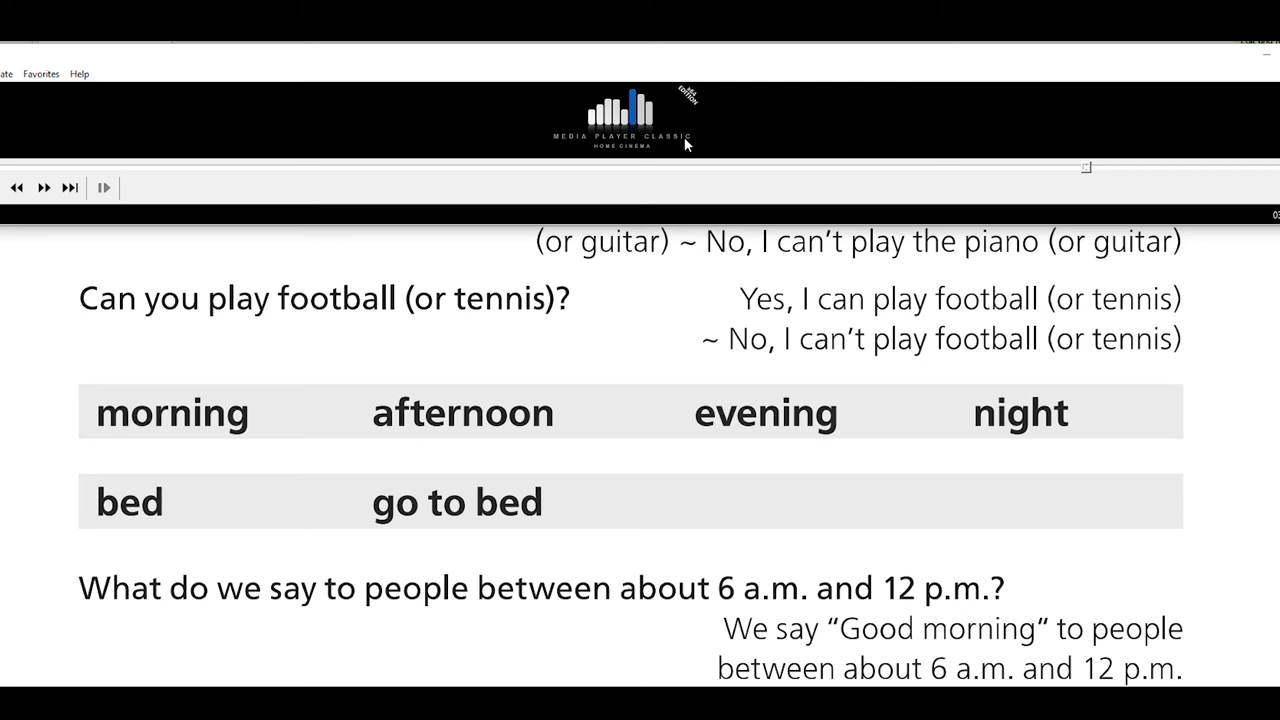 ate Favorites Help
x64 EDITION
MEDIA PLAYER CLASSIC
HOME CINEMA
(or guitar) ~ No, I can't play the piano (or guitar)
Can you play football (or tennis)? Yes, I can play football (or tennis)
~ No, I can't play football (or tennis)
morning afternoon evening night
bed go to bed
What do we say to people between about 6 a.m. and 12 p.m.?
We say “Good morning“ to people
between about 6 a.m. and 12 p.m.